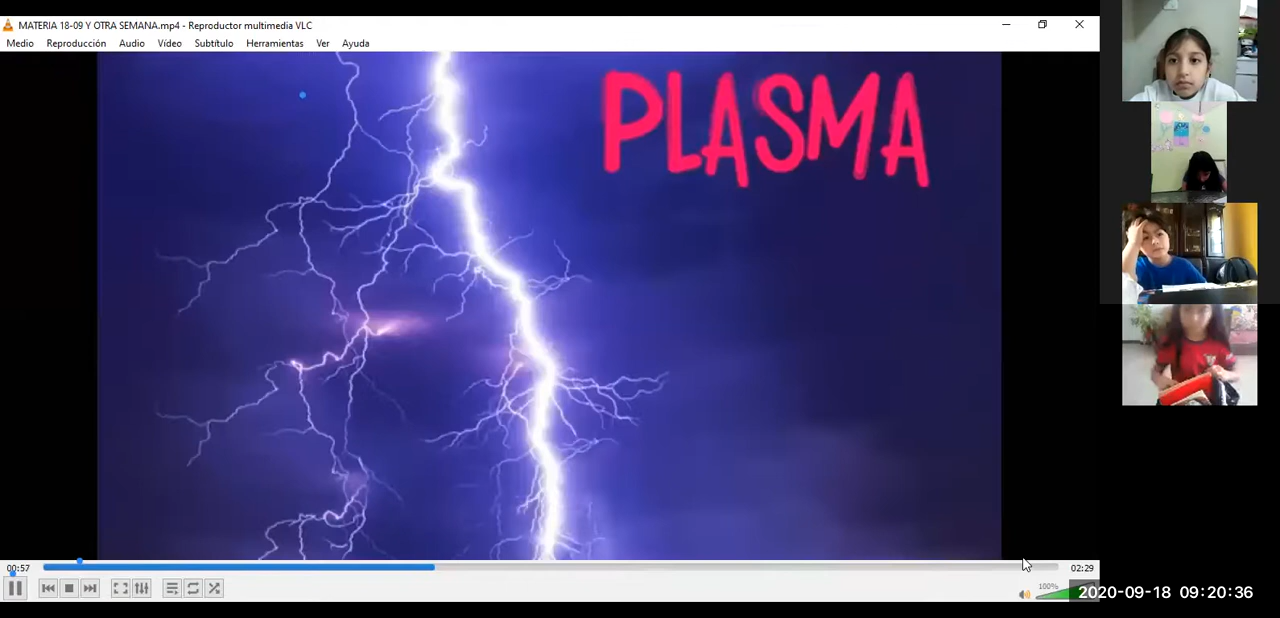 MATERIA 18-09 Y OTRA SEMANA.mp4 - Reproductor multimedia VLC
Medio Reproducción Audio Vídeo Subtítulo Herramientas Ver Ayuda
PLASMA
00:57
02:29
100%
2020-09-18 09:20:36